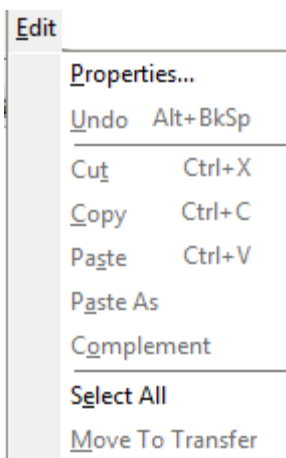 Edit
Properties...
Undo Alt+BkSp
Cut Ctrl+X
Copy Ctrl+C
Paste Ctrl+V
Paste As
Complement
Select All
Move To Transfer